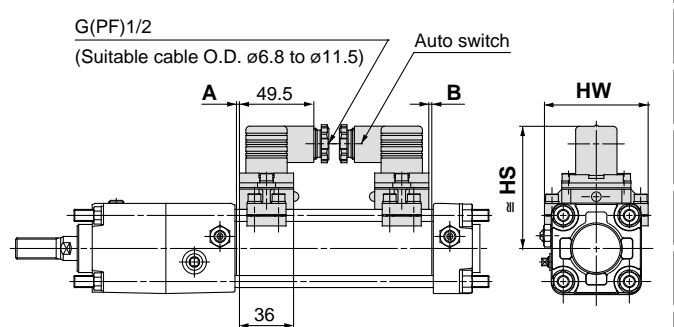 G(PF)1/2
(Suitable cable O.D. ø6.8 to ø11.5)
Auto switch
A
49.5
B
HW
≅ HS
36